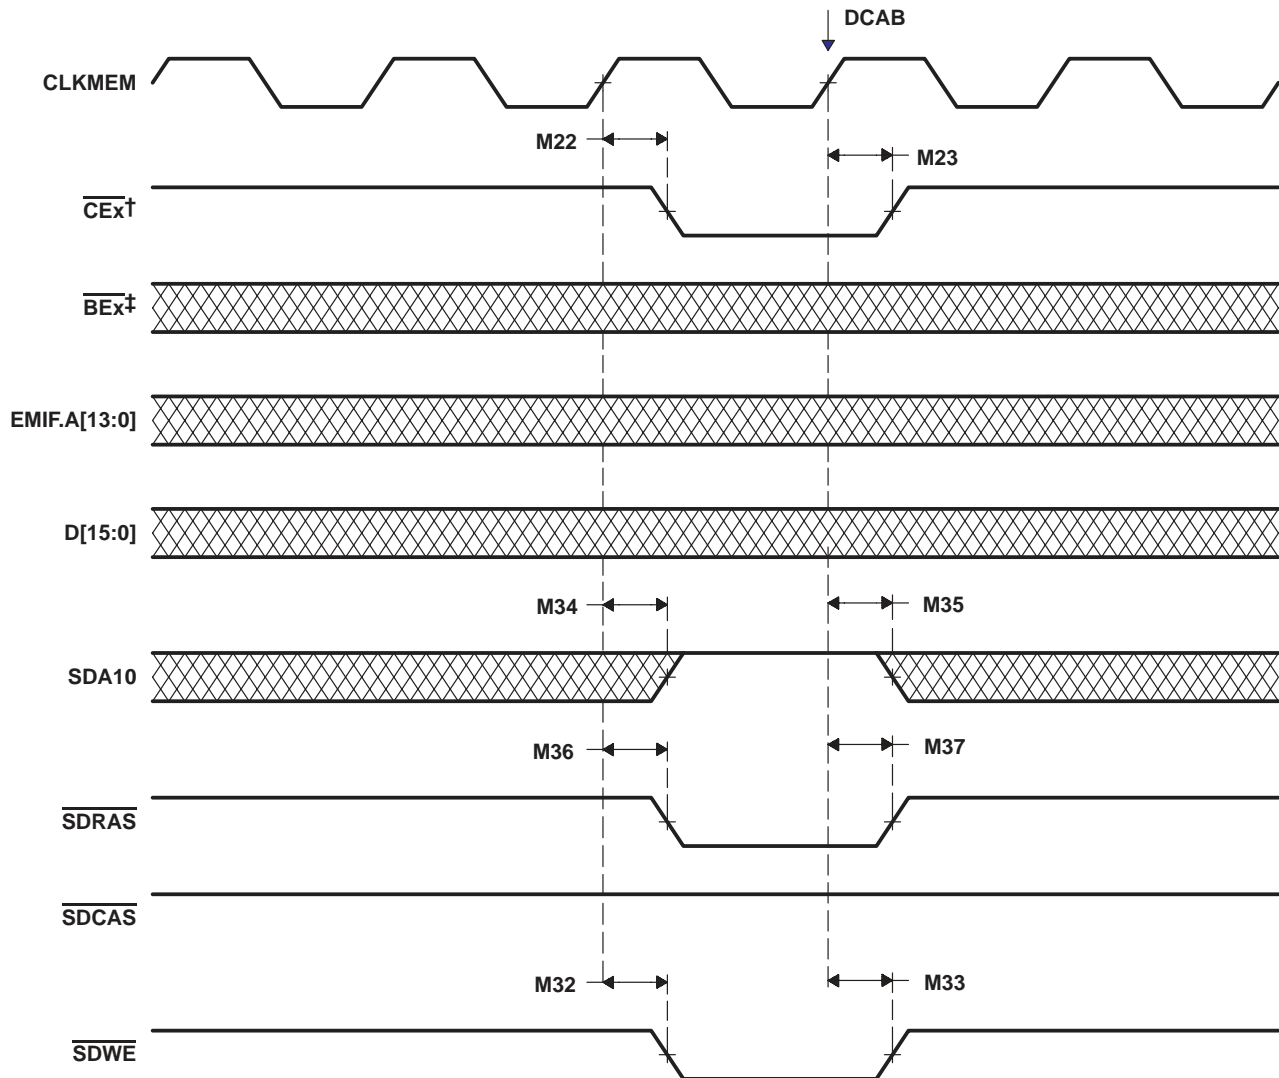 DCAB
CLKMEM
M22
M23
CEx†
BEx‡
EMIF.A[13:0]
D[15:0]
M34
M35
SDA10
M36
M37
SDRAS
SDCAS
M32
M33
SDWE